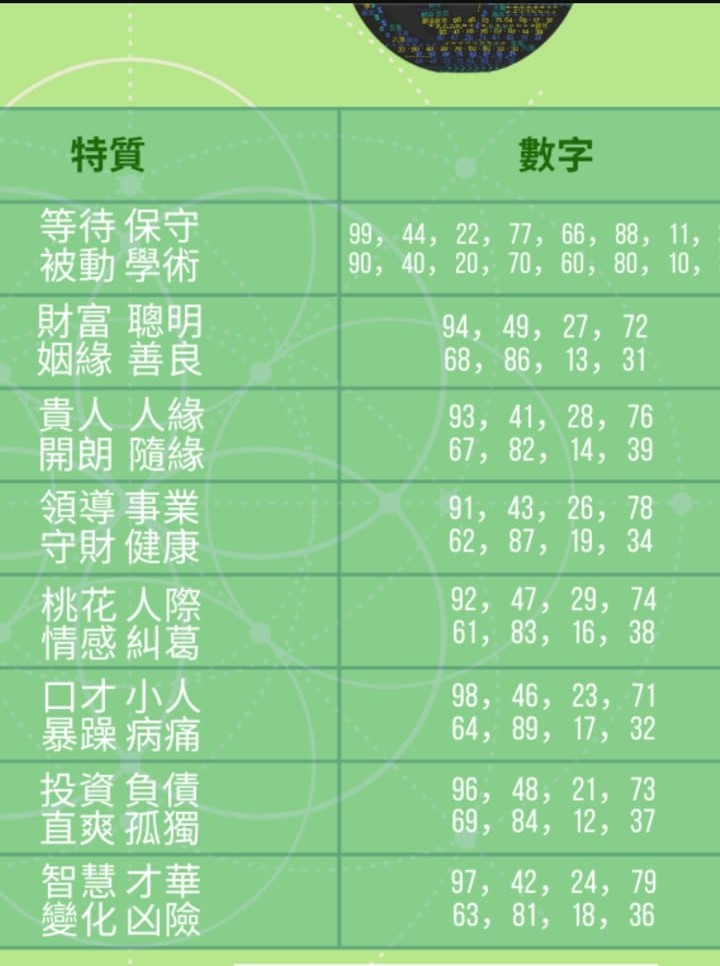 特質 數字
等待 保守 99, 44, 22, 77, 66, 88, 11,
被動 學術 90, 40, 20, 70, 60, 80, 10,
財富 聰明 94, 49, 27, 72
姻緣 善良 68, 86, 13, 31
貴人 人緣 93, 41, 28, 76
開朗 隨緣 67, 82, 14, 39
領導 事業 91, 43, 26, 78
守財 健康 62, 87, 19, 34
桃花 人際 92, 47, 29, 74
情感 糾葛 61, 83, 16, 38
口才 小人 98, 46, 23, 71
暴躁 病痛 64, 89, 17, 32
投資 負債 96, 48, 21, 73
直爽 孤獨 69, 84, 12, 37
智慧 才華 97, 42, 24, 79
變化 凶險 63, 81, 18, 36